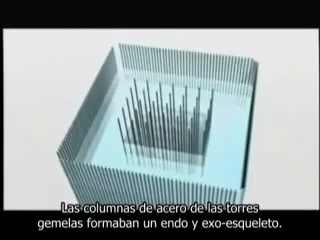 Las columnas de acero de las torres
gemelas formaban un endo y exo-esqueleto.